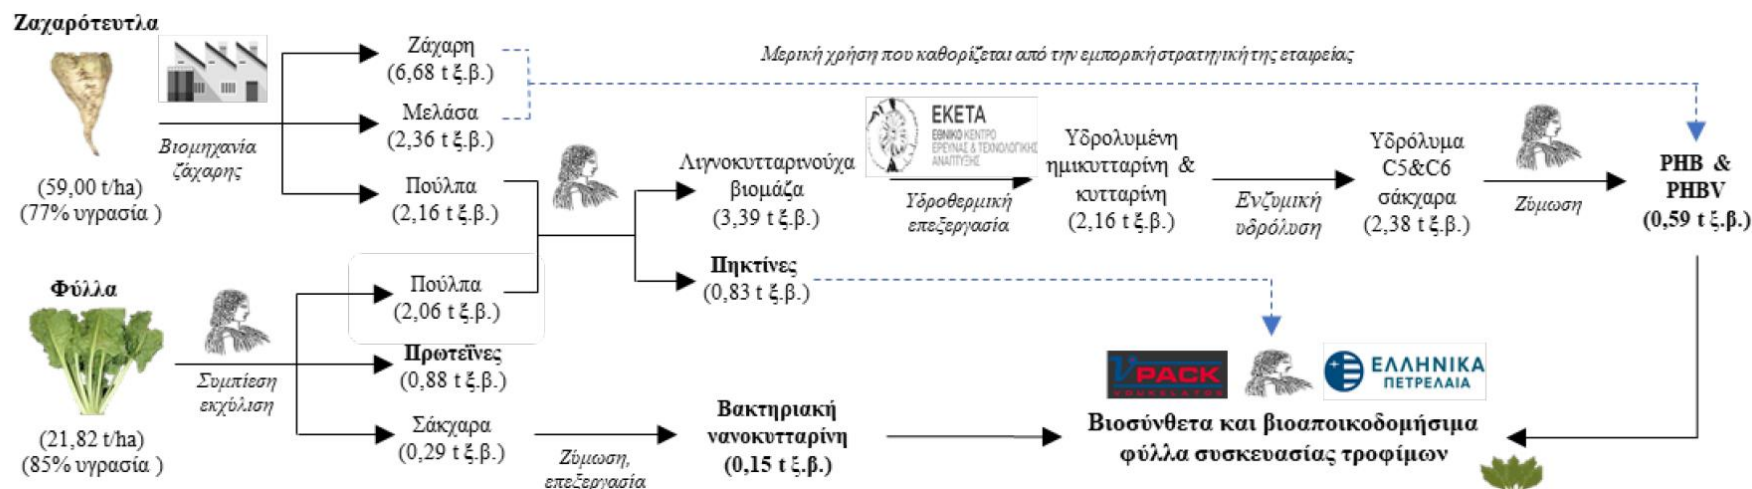 Ζαχαρότευτλα
(59,00 t/ha)
(77% υγρασία )
Βιομηχανία
ζάχαρης
Ζάχαρη
(6,68 t ξ.β.)
Μελάσα
(2,36 t ξ.β.)
Πούλπα
(2,16 t ξ.β.)
Μερική χρήση που καθορίζεται από την εμπορική στρατηγική της εταιρείας
Λιγνοκυτταρινούχα
βιομάζα
(3,39 t ξ.β.)
ΕΚΕΤΑ
ΕΘΝΙΚΟ ΚΕΝΤΡΟ
ΕΡΕΥΝΑΣ & ΤΕΧΝΟΛΟΓΙΚΗΣ
ΑΝΑΠΤΥΞΗΣ
Υδροθερμική
επεξεργασία
Υδρολυμένη
ημικυτταρίνη &
κυτταρίνη
(2,16 t ξ.β.)
Ενζυμική
υδρόλυση
Υδρόλυμα
C5&C6
σάκχαρα
(2,38 t ξ.β.)
Ζύμωση
PHB &
PHBV
(0,59 t ξ.β.)
Φύλλα
(21,82 t/ha)
(85% υγρασία )
Συμπίεση
εκχύλιση
Πούλπα
(2,06 t ξ.β.)
Πρωτεΐνες
(0,88 t ξ.β.)
Σάκχαρα
(0,29 t ξ.β.)
Πηκτίνες
(0,83 t ξ.β.)
Ζύμωση,
επεξεργασία
Βακτηριακή
νανοκυτταρίνη
(0,15 t ξ.β.)
VPACK
VOUKELATOS
ΕΛΛΗΝΙΚΑ
ΠΕΤΡΕΛΑΙΑ
Βιοσύνθετα και βιοαποικοδομήσιμα
φύλλα συσκευασίας τροφίμων